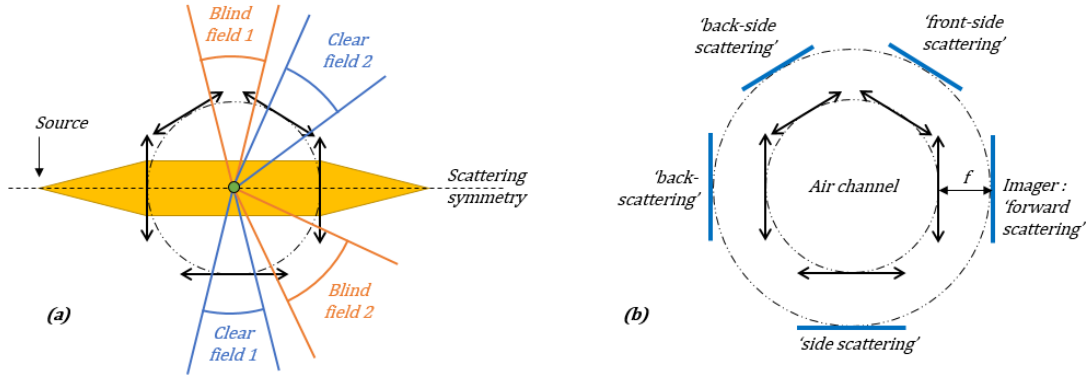 Blind
field 1
Clear
field 2
Source
Scattering
symmetry
Blind
field 2
Clear
field 1
(a)
(b)
‘back-side
scattering’
‘front-side
scattering’
‘back-
scattering’
Air channel
f
Imager :
‘forward
scattering’
‘side scattering’